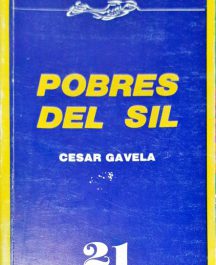 POBRES
DEL SIL
CESAR GAVELA
21